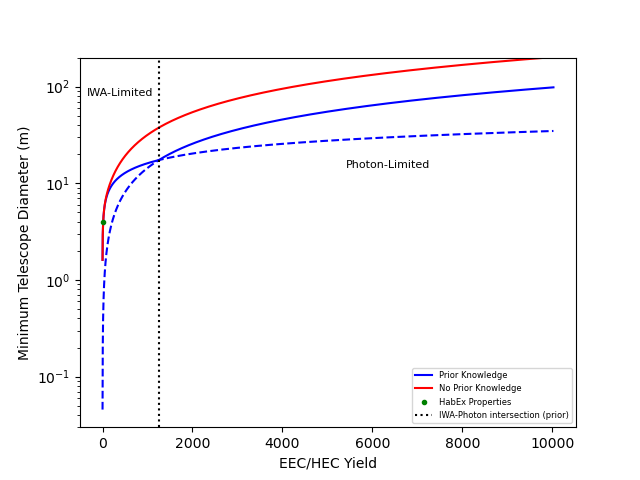 IWA-Limited
Photon-Limited
Minimum Telescope Diameter (m)
10²
10¹
10⁰
10⁻¹
0 2000 4000 6000 8000 10000
EEC/HEC Yield
Prior Knowledge
No Prior Knowledge
HabEx Properties
IWA-Photon intersection (prior)